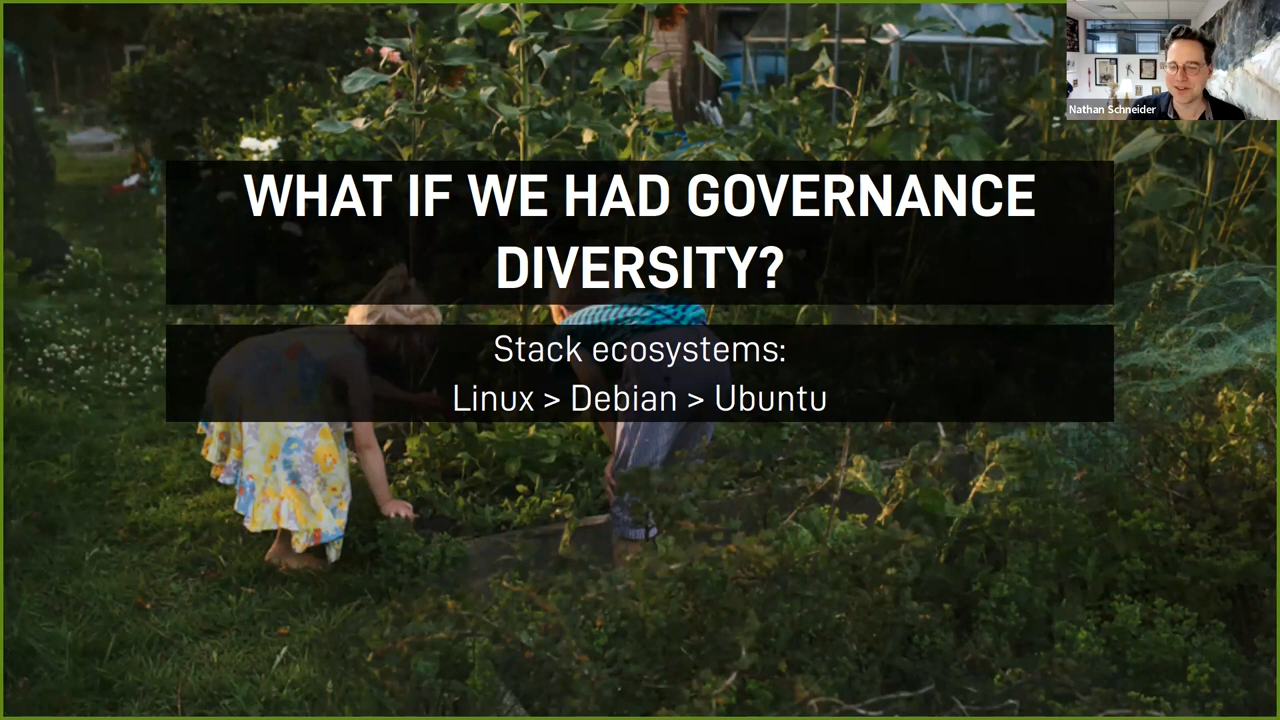 WHAT IF WE HAD GOVERNANCE
DIVERSITY?
Stack ecosystems:
Linux > Debian > Ubuntu
Nathan Schneider